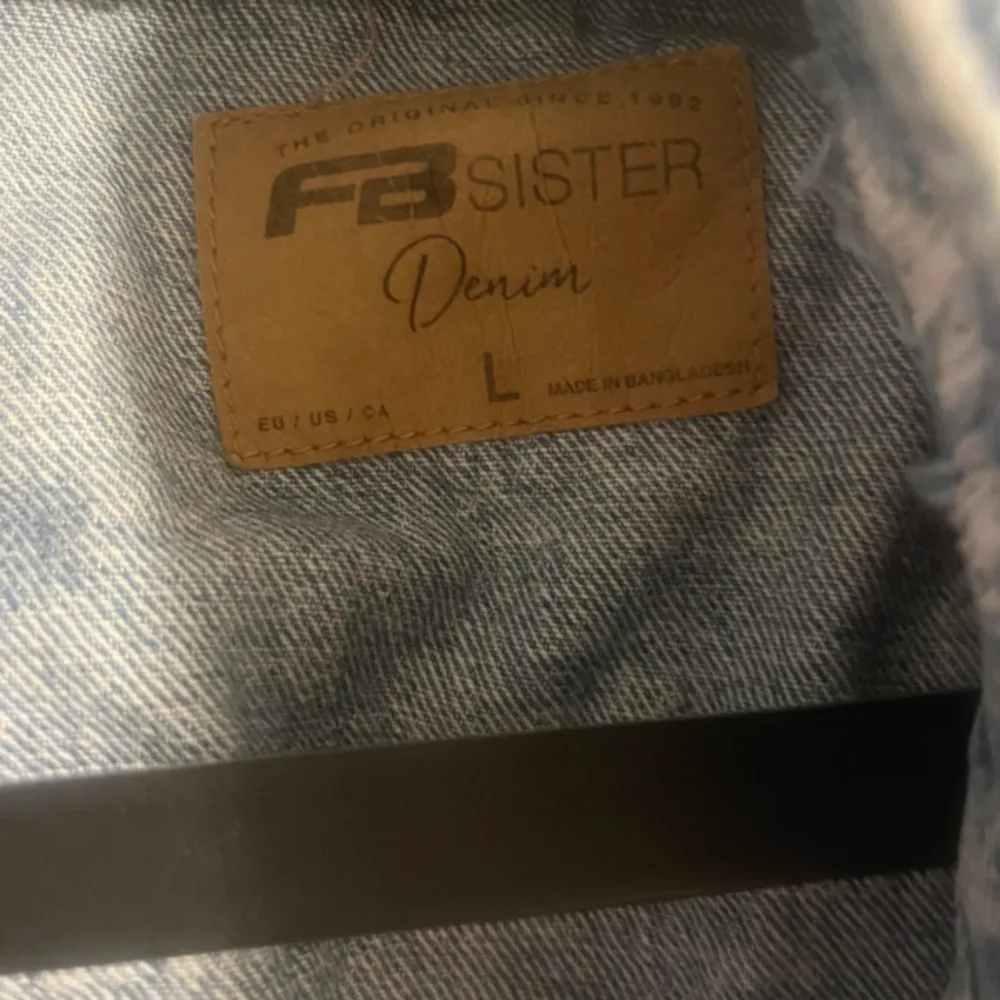 THE ORIGINAL SINCE 1992
FB SISTER
Denim
L
EU / US / CA
MADE IN BANGLADESH